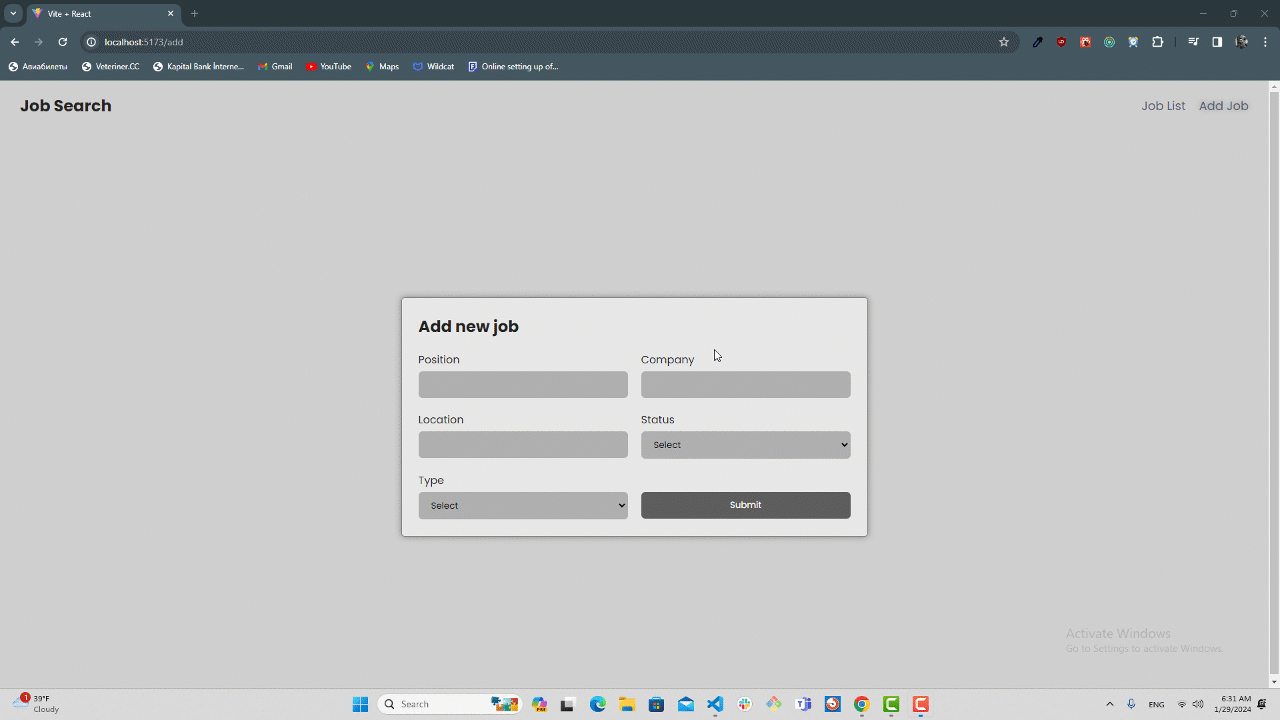 Vite + React
localhost:5173/add
Авиабилеты
Veteriner.CC
Kapital Bank İnterne...
Gmail
YouTube
Maps
Wildcat
Online setting up of...
Job Search
Job List
Add Job
Add new job
Position
Company
Location
Status
Select
Type
Select
Submit
Activate Windows
Go to Settings to activate Windows.
1
39°F
Cloudy
Search
ENG
6:31 AM
1/29/2024